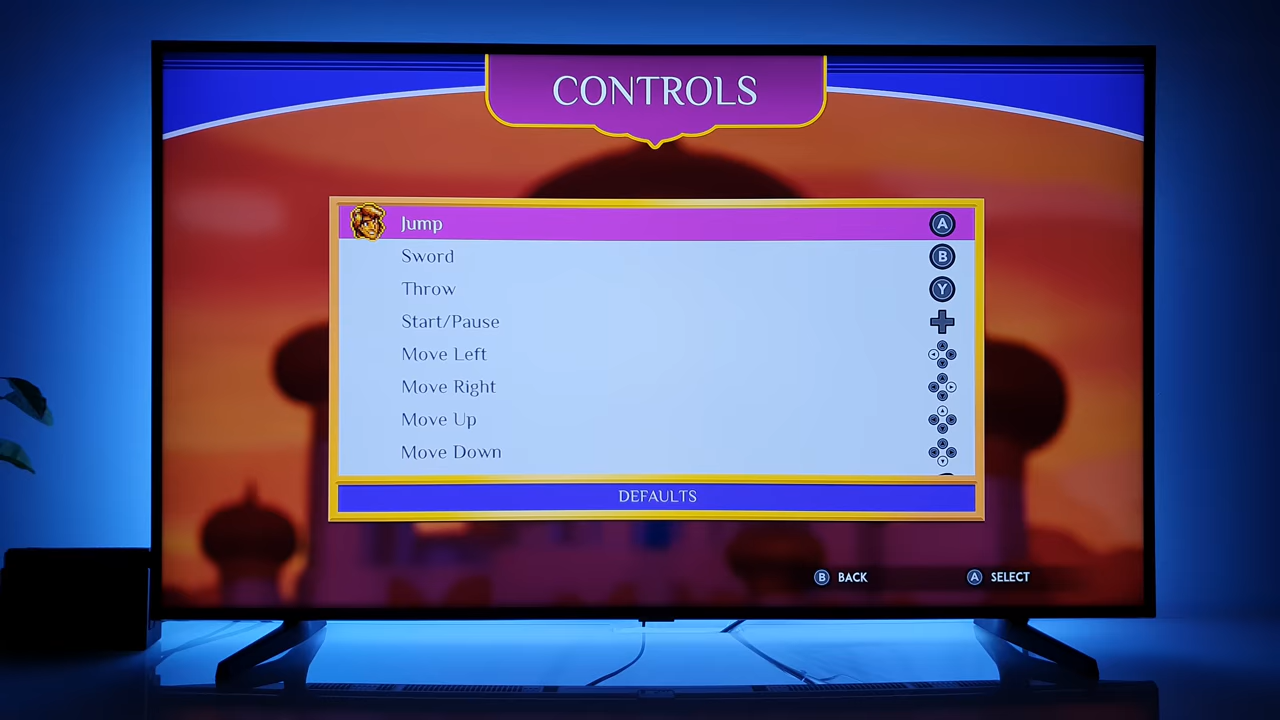 CONTROLS
Jump A
Sword B
Throw Y
Start/Pause
Move Left
Move Right
Move Up
Move Down
DEFAULTS
B BACK A SELECT